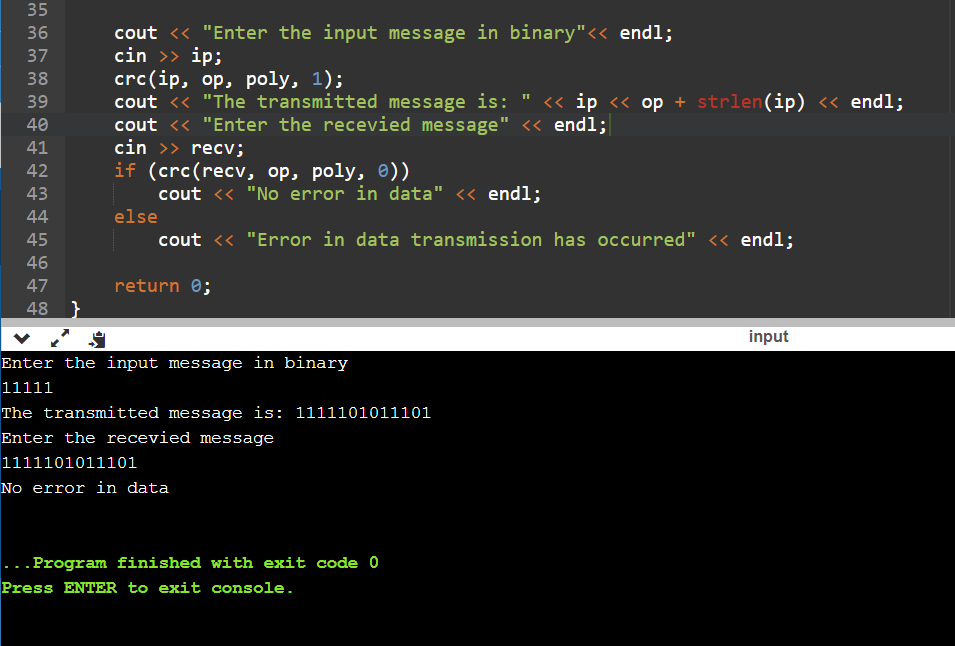 35
36 cout << "Enter the input message in binary"<< endl;
37 cin >> ip;
38 crc(ip, op, poly, 1);
39 cout << "The transmitted message is: " << ip << op + strlen(ip) << endl;
40 cout << "Enter the recevied message" << endl;
41 cin >> recv;
42 if (crc(recv, op, poly, 0))
43 cout << "No error in data" << endl;
44 else
45 cout << "Error in data transmission has occurred" << endl;
46
47 return 0;
48 }
input
Enter the input message in binary
11111
The transmitted message is: 1111101011101
Enter the recevied message
1111101011101
No error in data
...Program finished with exit code 0
Press ENTER to exit console.